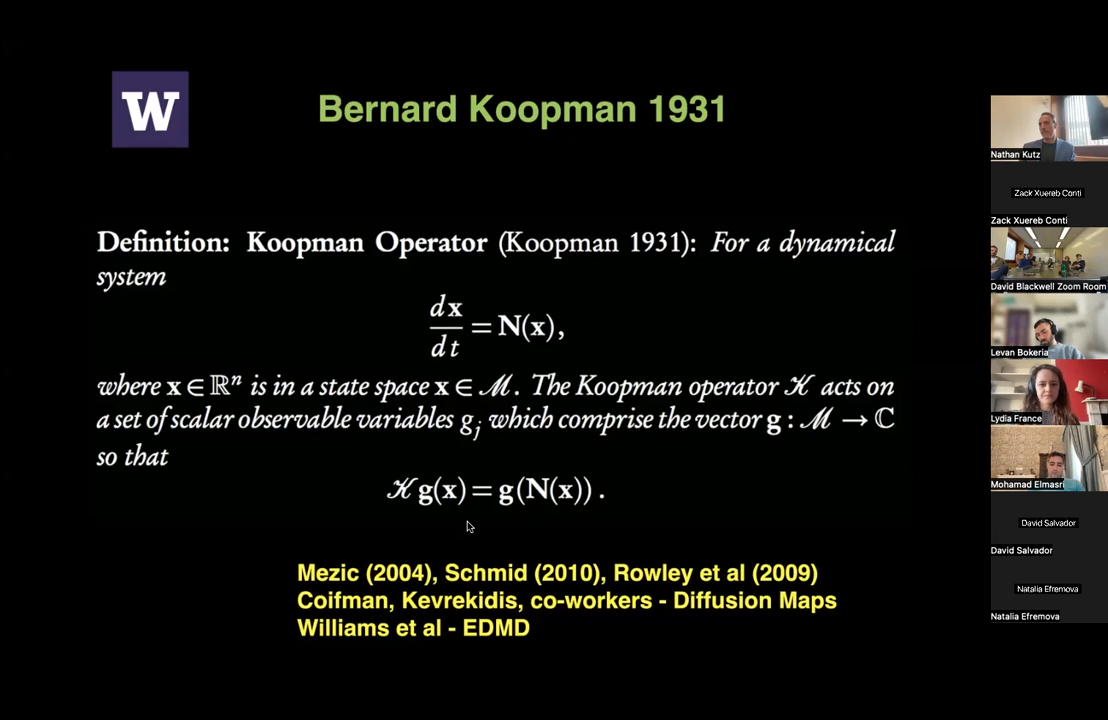 W
Bernard Koopman 1931
Definition: Koopman Operator (Koopman 1931): For a dynamical
system
dx
dt
= N(x),
where x ∈ ℝⁿ is in a state space x ∈ ℳ. The Koopman operator 𝒦 acts on
a set of scalar observable variables gⱼ which comprise the vector g : ℳ → ℂ
so that
𝒦 g(x) = g(N(x)) .
Mezic (2004), Schmid (2010), Rowley et al (2009)
Coifman, Kevrekidis, co-workers - Diffusion Maps
Williams et al - EDMD
Nathan Kutz
Zack Xuereb Conti
Zack Xuereb Conti
David Blackwell Zoom Room
Levan Bokeria
Lydia France
Mohamad Elmasri
David Salvador
David Salvador
Natalia Efremova
Natalia Efremova